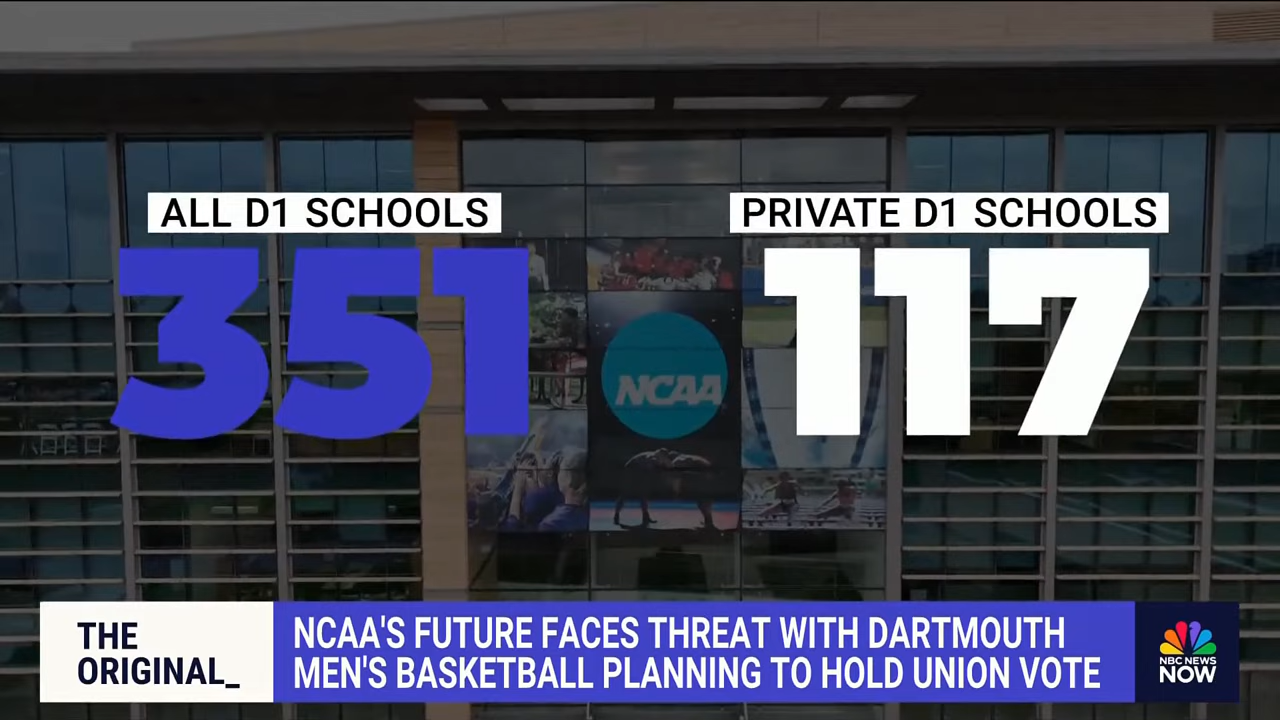 ALL D1 SCHOOLS
351
PRIVATE D1 SCHOOLS
117
NCAA
THE
ORIGINAL_
NCAA'S FUTURE FACES THREAT WITH DARTMOUTH
MEN'S BASKETBALL PLANNING TO HOLD UNION VOTE
NBC NEWS
NOW